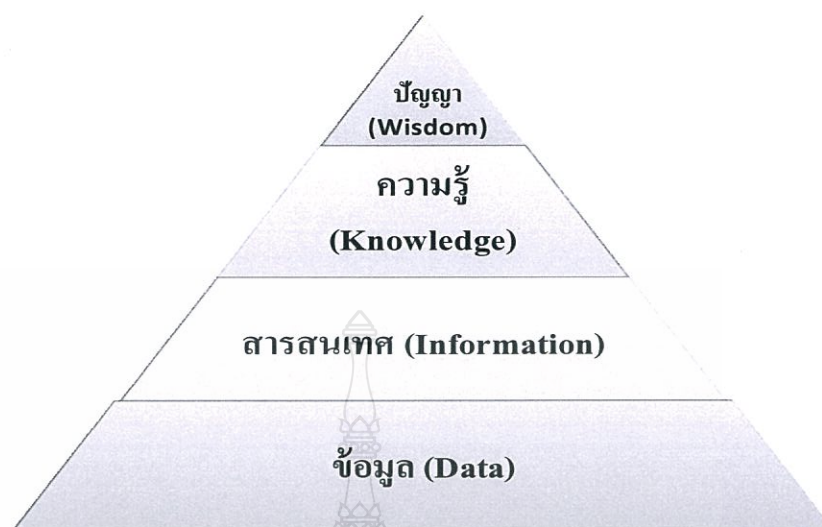 ปัญญา
(Wisdom)
ความรู้
(Knowledge)
สารสนเทศ (Information)
ข้อมูล (Data)